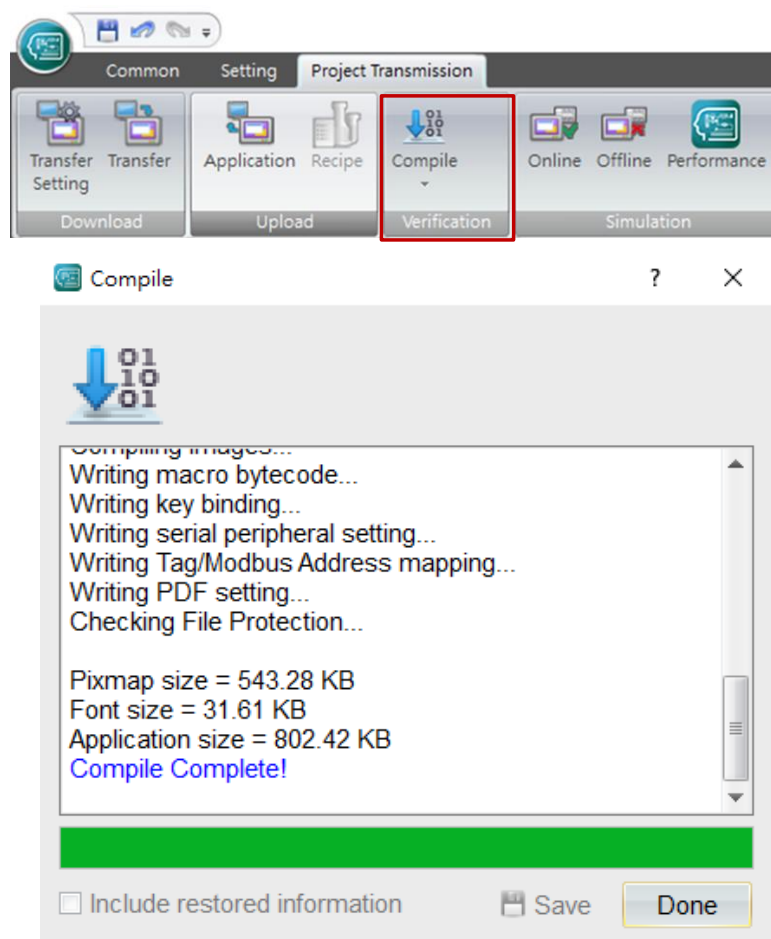 Common Setting Project Transmission
Transfer Setting Transfer Application Recipe Compile Online Offline Performance
Download Upload Verification Simulation
Compile
01
10
01
Compiling images...
Writing macro bytecode...
Writing key binding...
Writing serial peripheral setting...
Writing Tag/Modbus Address mapping...
Writing PDF setting...
Checking File Protection...
Pixmap size = 543.28 KB
Font size = 31.61 KB
Application size = 802.42 KB
Compile Complete!
Include restored information Save Done